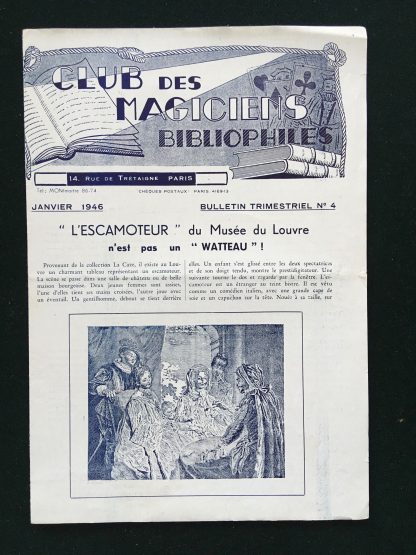 CLUB DES
MAGICIENS
BIBLIOPHILES
14, RUE DE TRETAIGNE PARIS
Tél: MONtmartre 86-74
CHÈQUES POSTAUX PARIS 416913
JANVIER 1946
BULLETIN TRIMESTRIEL Nº 4
" L'ESCAMOTEUR " du Musée du Louvre
n'est pas un " WATTEAU " !
Provenant de la collection La Caze, il existe au Lou-
vre un charmant tableau représentant un escamoteur.
La scène se passe dans une salle de château ou de belle
maison bourgeoise. Deux jeunes femmes sont assises,
l'une d'elles tient ses mains croisées, l'autre joue avec
un éventail. Un gentilhomme, debout se tient derrière
elles. Un enfant s'est glissé entre les deux spectatrices
et de son doigt tendu, montre le prestidigitateur. Une
suivante tourne le dos et regarde par la fenêtre. L'es-
camoteur est un étranger au teint bistre. Il est vêtu
comme un comédien italien, avec une grande cape de
soie et un capuchon sur la tête. Nouée à sa taille, sur